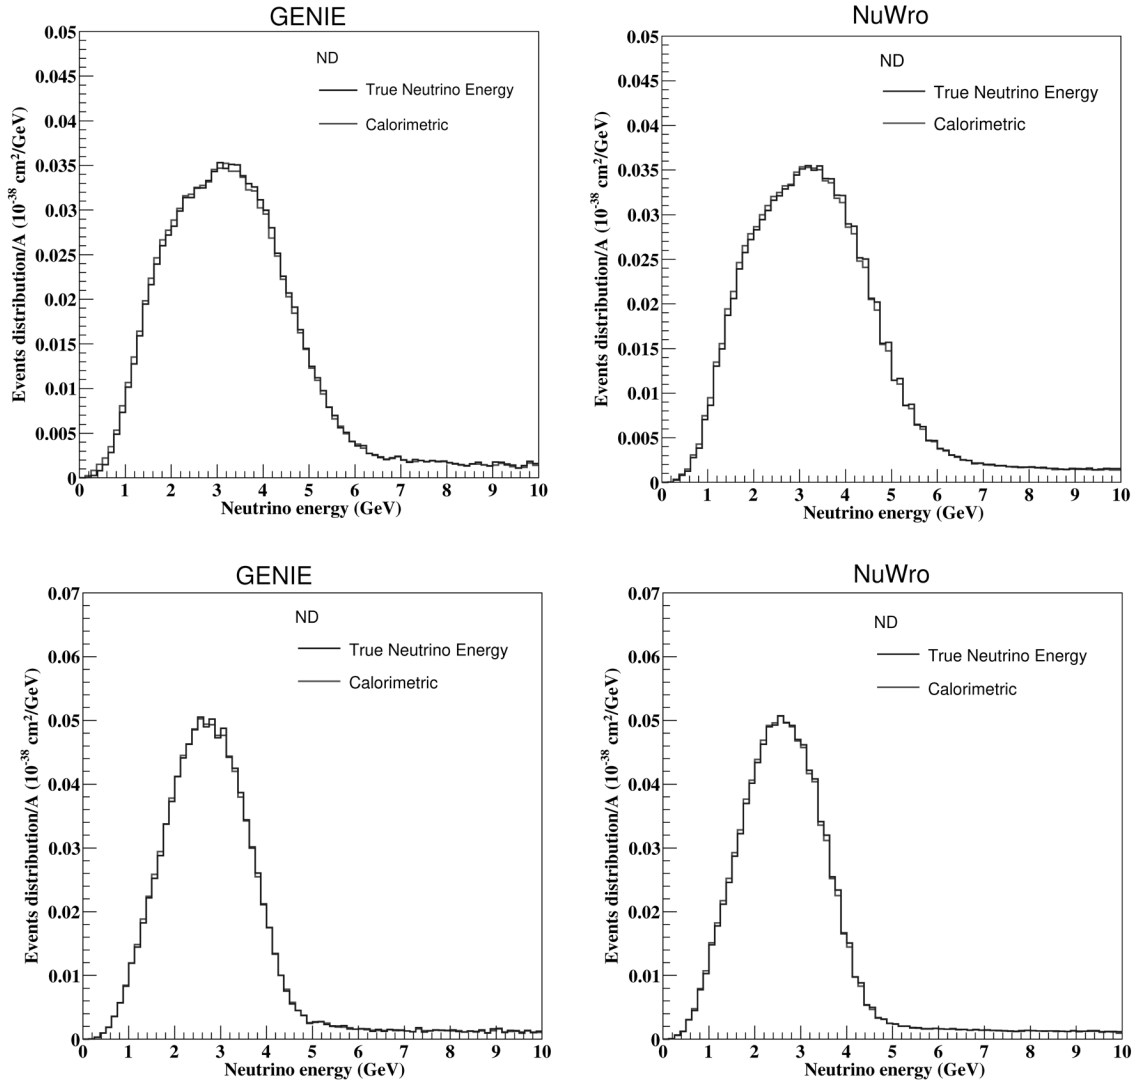 GENIE
ND
True Neutrino Energy
Calorimetric
Events distribution/A (10⁻³⁸ cm²/GeV)
0.05
0.045
0.04
0.035
0.03
0.025
0.02
0.015
0.01
0.005
0
0 1 2 3 4 5 6 7 8 9 10
Neutrino energy (GeV)
NuWro
ND
True Neutrino Energy
Calorimetric
Events distribution/A (10⁻³⁸ cm²/GeV)
0.05
0.045
0.04
0.035
0.03
0.025
0.02
0.015
0.01
0.005
0
0 1 2 3 4 5 6 7 8 9 10
Neutrino energy (GeV)
GENIE
ND
True Neutrino Energy
Calorimetric
Events distribution/A (10⁻³⁸ cm²/GeV)
0.07
0.06
0.05
0.04
0.03
0.02
0.01
0
0 1 2 3 4 5 6 7 8 9 10
Neutrino energy (GeV)
NuWro
ND
True Neutrino Energy
Calorimetric
Events distribution/A (10⁻³⁸ cm²/GeV)
0.07
0.06
0.05
0.04
0.03
0.02
0.01
0
0 1 2 3 4 5 6 7 8 9 10
Neutrino energy (GeV)